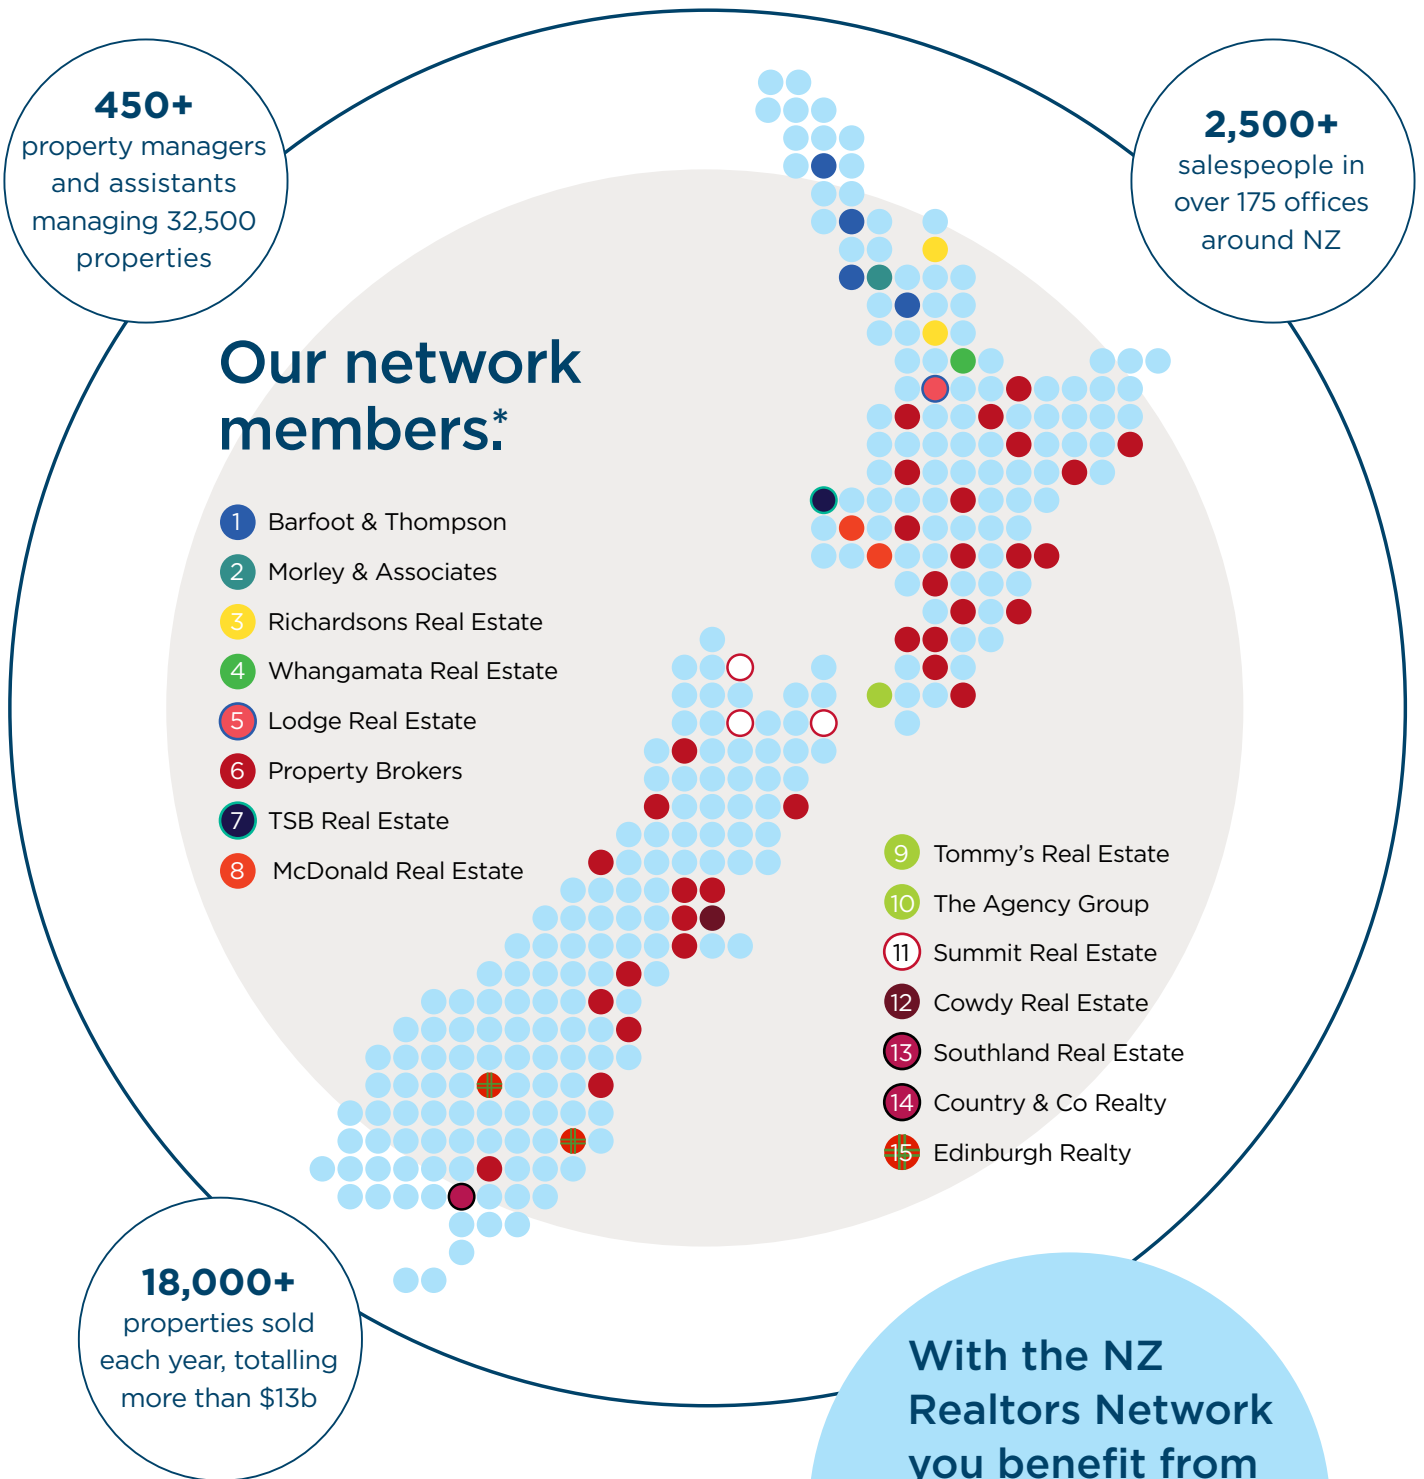 450+
property managers
and assistants
managing 32,500
properties
2,500+
salespeople in
over 175 offices
around NZ
Our network
members.*
1 Barfoot & Thompson
2 Morley & Associates
3 Richardsons Real Estate
4 Whangamata Real Estate
5 Lodge Real Estate
6 Property Brokers
7 TSB Real Estate
8 McDonald Real Estate
9 Tommy's Real Estate
10 The Agency Group
11 Summit Real Estate
12 Cowdy Real Estate
13 Southland Real Estate
14 Country & Co Realty
15 Edinburgh Realty
18,000+
properties sold
each year, totalling
more than $13b
With the NZ
Realtors Network
you benefit from